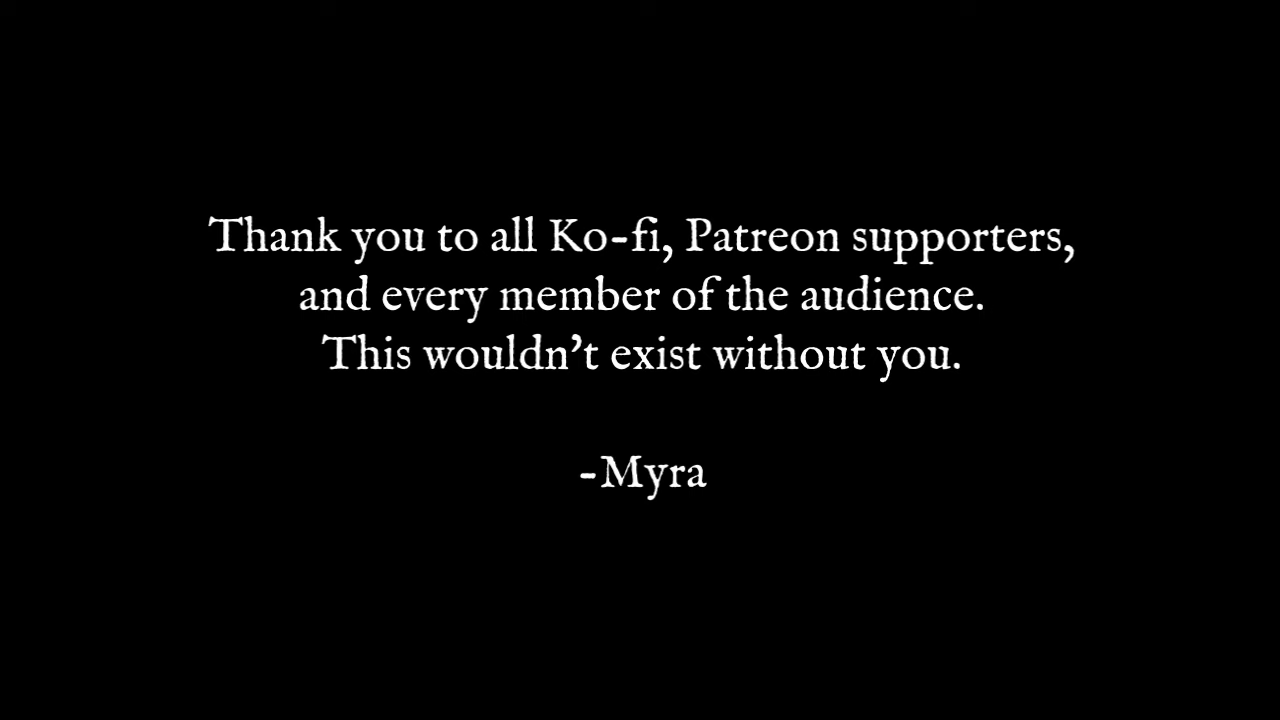 Thank you to all Ko-fi, Patreon supporters,
and every member of the audience.
This wouldn’t exist without you.
-Myra